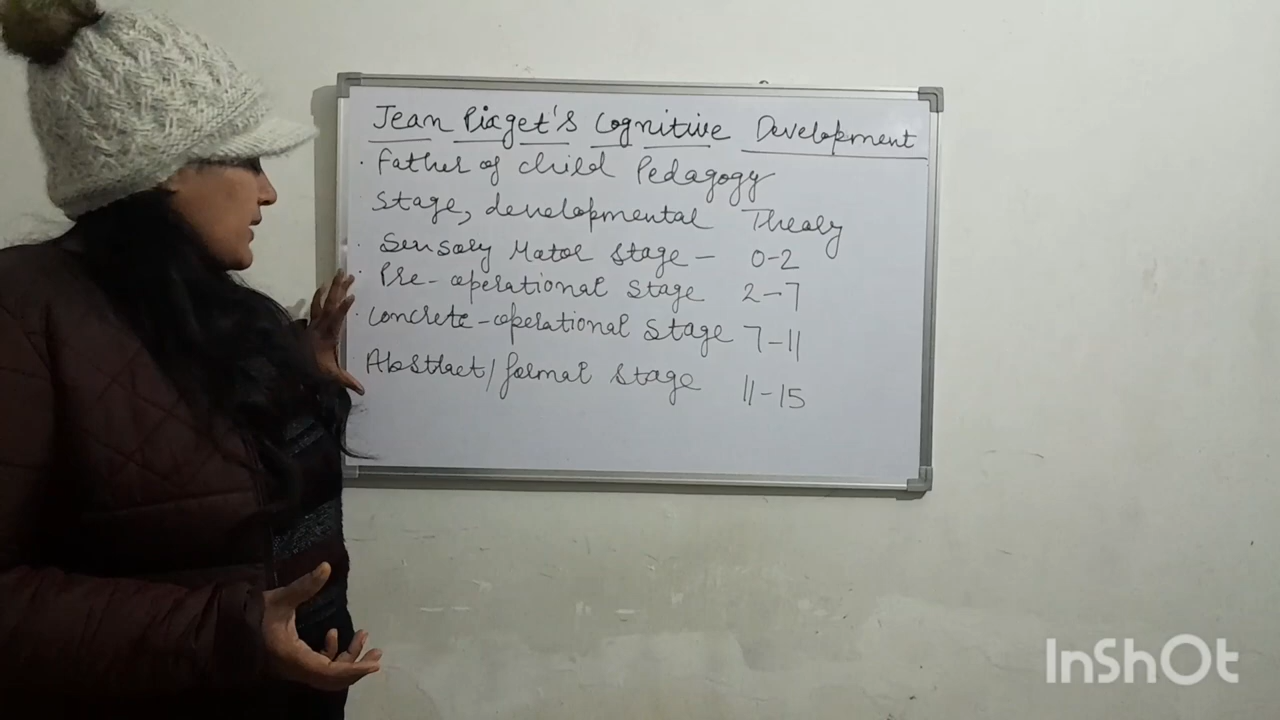 Jean Piaget's Cognitive Development
· Father of child Pedagogy
Stage, developmental Theory
· Sensory Motor Stage - 0-2
· Pre-operational Stage 2-7
· Concrete-operational Stage 7-11
Abstract/formal Stage 11-15
InShOt